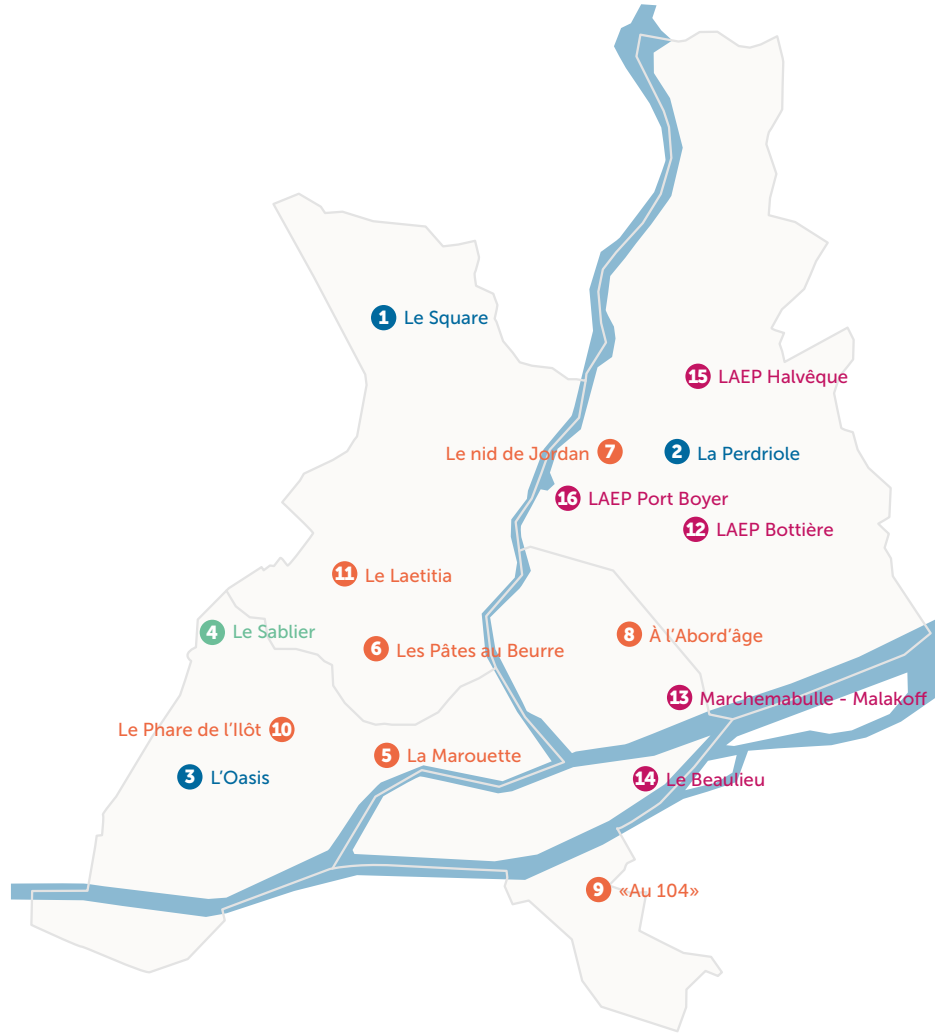 1 Le Square
15 LAEP Halvêque
Le nid de Jordan 7
2 La Perdriole
16 LAEP Port Boyer
12 LAEP Bottière
11 Le Laetitia
4 Le Sablier
6 Les Pâtes au Beurre
8 À l'Abord'âge
13 Marchemabulle - Malakoff
Le Phare de l'Ilôt 10
5 La Marouette
3 L'Oasis
14 Le Beaulieu
9 «Au 104»